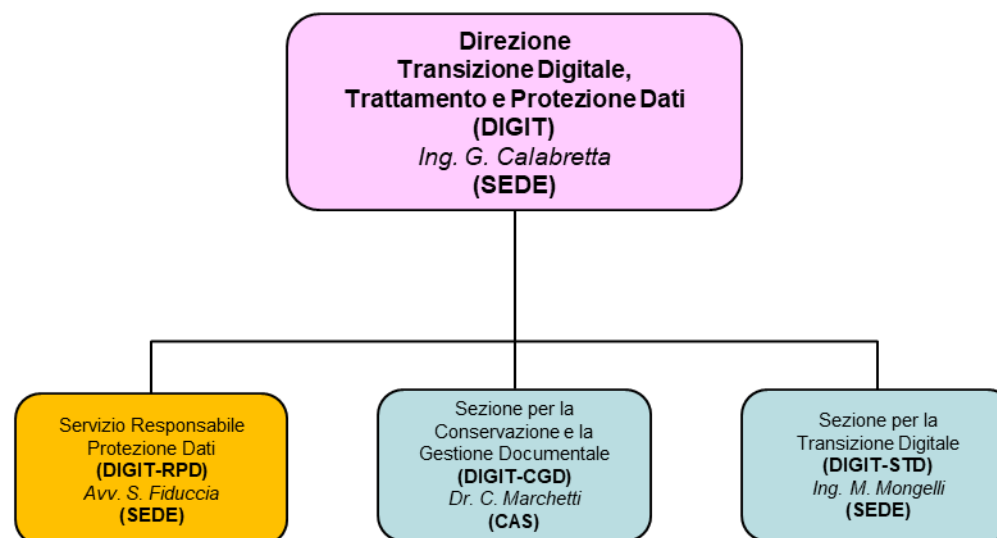 Direzione
Transizione Digitale,
Trattamento e Protezione Dati
(DIGIT)
Ing. G. Calabretta
(SEDE)
Servizio Responsabile
Protezione Dati
(DIGIT-RPD)
Avv. S. Fiduccia
(SEDE)
Sezione per la
Conservazione e la
Gestione Documentale
(DIGIT-CGD)
Dr. C. Marchetti
(CAS)
Sezione per la
Transizione Digitale
(DIGIT-STD)
Ing. M. Mongelli
(SEDE)